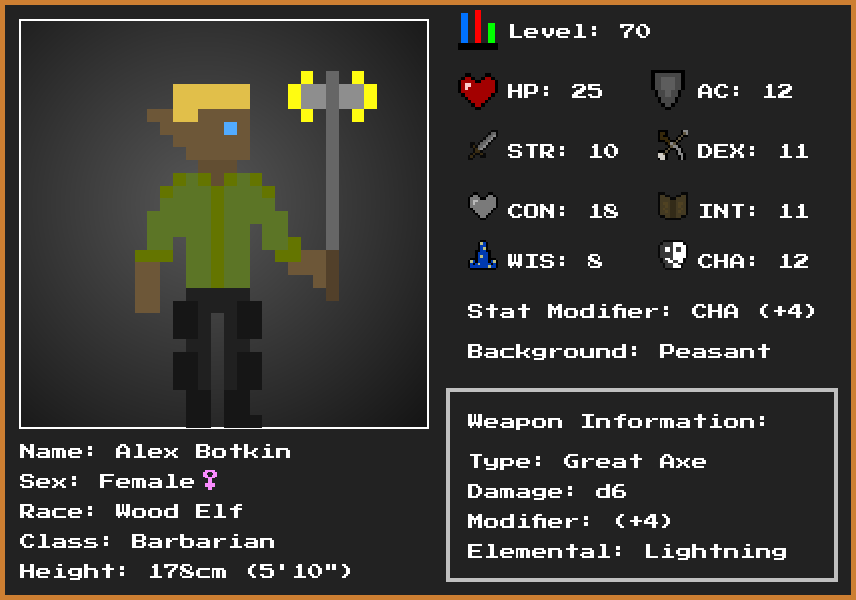 Level: 70
HP: 25
AC: 12
STR: 10
DEX: 11
CON: 18
INT: 11
WIS: 8
CHA: 12
Stat Modifier: CHA (+4)
Background: Peasant
Weapon Information:
Type: Great Axe
Damage: d6
Modifier: (+4)
Elemental: Lightning
Name: Alex Botkin
Sex: Female♀
Race: Wood Elf
Class: Barbarian
Height: 178cm (5'10")